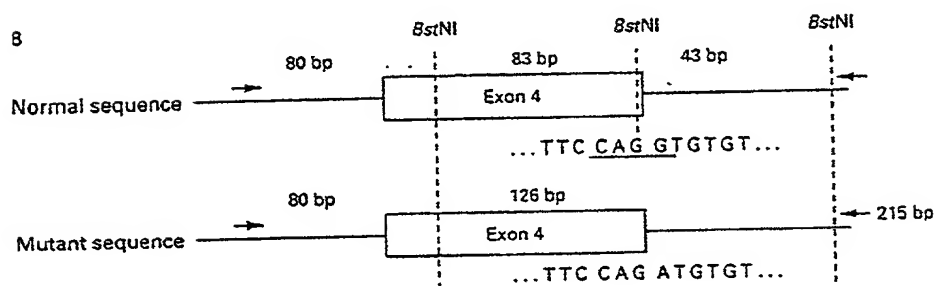 B
BstNI BstNI BstNI
80 bp 83 bp 43 bp
Normal sequence Exon 4
...TTC CAG GTGTGT...
80 bp 126 bp
Mutant sequence Exon 4 215 bp
...TTC CAG ATGTGT...